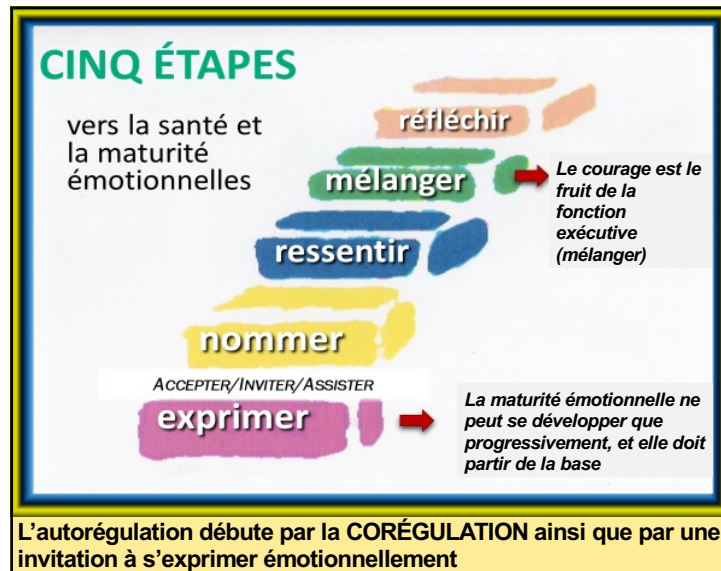 CINQ ÉTAPES
vers la santé et
la maturité
émotionnelles
réfléchir
mélanger
Le courage est le
fruit de la
fonction
exécutive
(mélanger)
ressentir
nommer
ACCEPTER/INVITER/ASSISTER
exprimer
La maturité émotionnelle ne
peut se développer que
progressivement, et elle doit
partir de la base
L’autorégulation débute par la CORÉGULATION ainsi que par une
invitation à s’exprimer émotionnellement